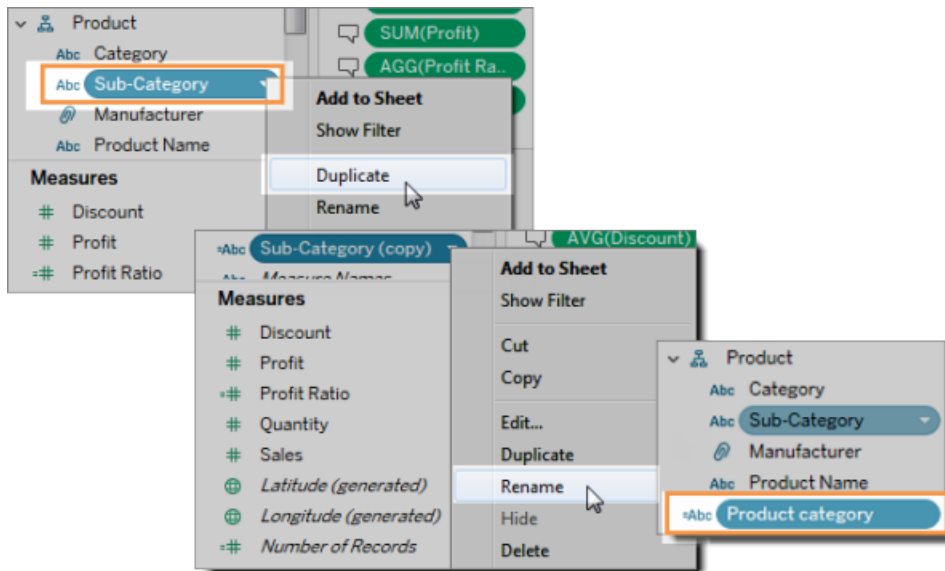 Product
Abc Category
Abc Sub-Category
Manufacturer
Abc Product Name
Measures
# Discount
# Profit
=# Profit Ratio
SUM(Profit)
AGG(Profit Ra..
Add to Sheet
Show Filter
Duplicate
Rename
=Abc Sub-Category (copy)
Abc Measure Names
Measures
# Discount
# Profit
=# Profit Ratio
# Quantity
# Sales
Latitude (generated)
Longitude (generated)
=# Number of Records
AVG(Discount)
Add to Sheet
Show Filter
Cut
Copy
Edit...
Duplicate
Rename
Hide
Delete
Product
Abc Category
Abc Sub-Category
Manufacturer
Abc Product Name
=Abc Product category